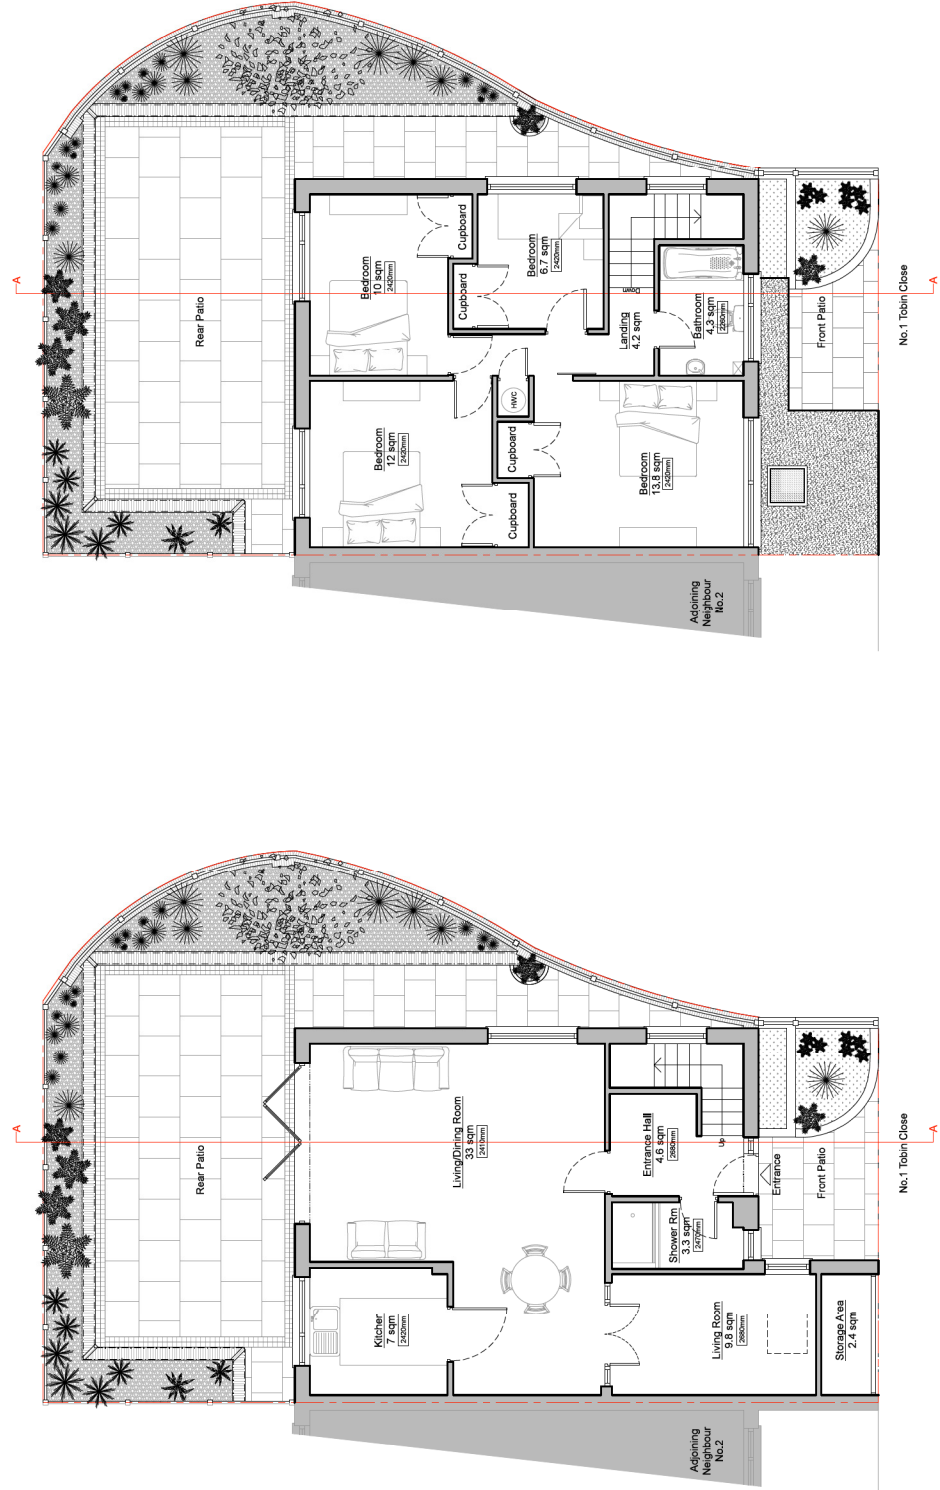 A
A
Rear Patio
Bedroom
10 sqm
2420mm
Cupboard
Cupboard
Bedroom
6.7 sqm
2420mm
Down
Landing
4.2 sqm
Bathroom
4.3 sqm
2260mm
Front Patio
No.1 Tobin Close
Bedroom
12 sqm
2420mm
HWC
Cupboard
Cupboard
Bedroom
13.8 sqm
2420mm
Adjoining
Neighbour
No.2
A
A
Rear Patio
Living/Dining Room
33 sqm
2410mm
Entrance Hall
4.6 sqm
2680mm
Up
Entrance
Front Patio
No.1 Tobin Close
Shower Rm
3.3 sqm
2470mm
Kitchen
7 sqm
2420mm
Living Room
9.8 sqm
2680mm
Storage Area
2.4 sqm
Adjoining
Neighbour
No.2